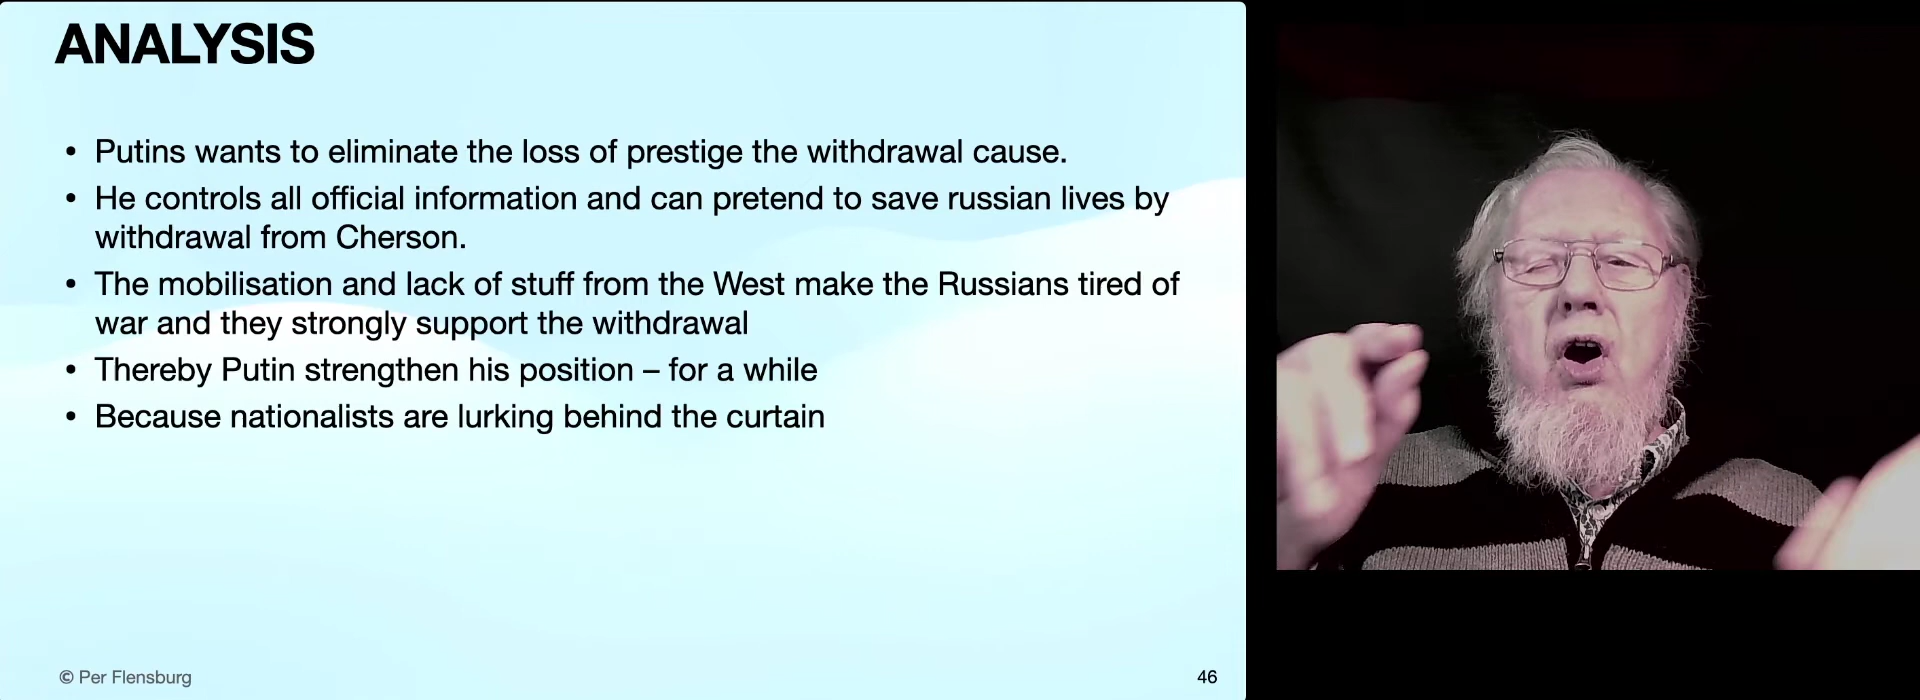 ANALYSIS
• Putins wants to eliminate the loss of prestige the withdrawal cause.
• He controls all official information and can pretend to save russian lives by
withdrawal from Cherson.
• The mobilisation and lack of stuff from the West make the Russians tired of
war and they strongly support the withdrawal
• Thereby Putin strengthen his position – for a while
• Because nationalists are lurking behind the curtain
© Per Flensburg
46